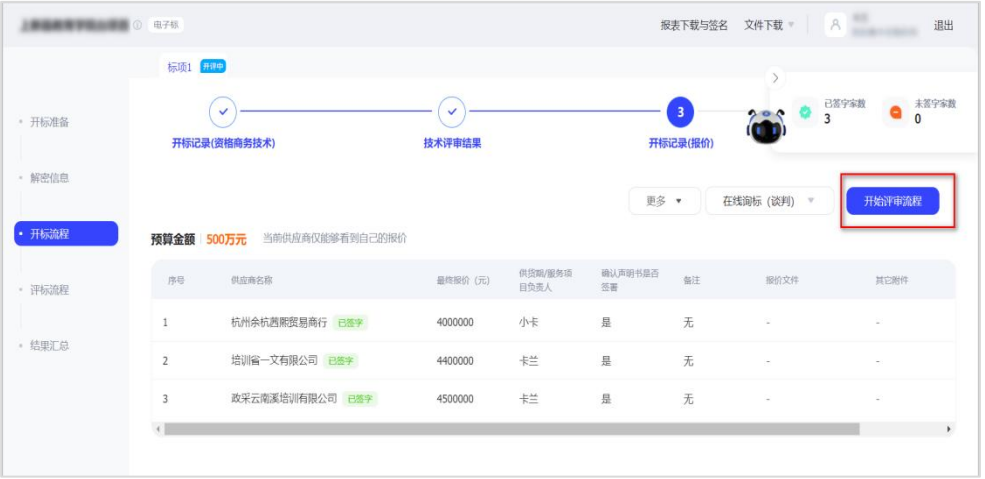 电子标
报表下载与签名 文件下载 退出
标项1 开评中
已签字家数 未签字家数
3 0
3
开标记录(资格商务技术) 技术评审结果 开标记录(报价)
开标准备
解密信息
开标流程
评标流程
结果汇总
更多 在线询标 (谈判) 开始评审流程
预算金额 500万元 当前供应商仅能够看到自己的报价
序号 供应商名称 最终报价 (元) 供货期/服务项目负责人 确认声明书是否签署 备注 报价文件 其它附件
1 杭州余杭茜熙贸易商行 已签字 4000000 小卡 是 无 - -
2 培训省一文有限公司 已签字 4400000 卡兰 是 无 - -
3 政采云南溪培训有限公司 已签字 4500000 卡兰 是 无 - -